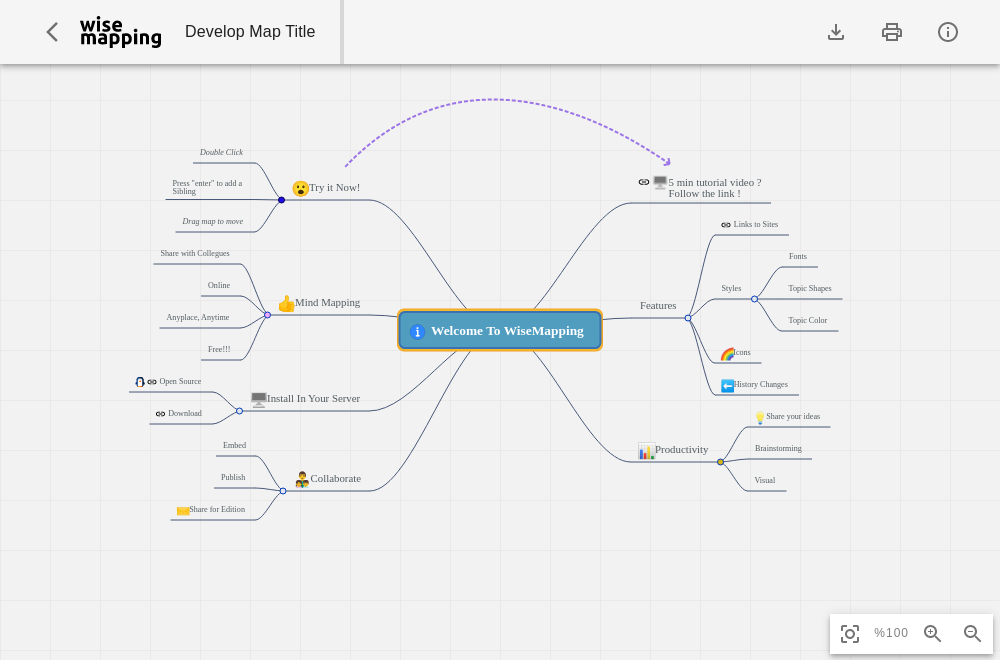 wise
mapping
Develop Map Title
Double Click
Try it Now!
Press "enter" to add a
Sibling
Drag map to move
Share with Collegues
Online
Mind Mapping
Anyplace, Anytime
Free!!!
Open Source
Install In Your Server
Download
Embed
Collaborate
Publish
Share for Edition
Welcome To WiseMapping
5 min tutorial video ?
Follow the link !
Links to Sites
Fonts
Styles
Topic Shapes
Features
Topic Color
Icons
History Changes
Share your ideas
Productivity
Brainstorming
Visual
%100